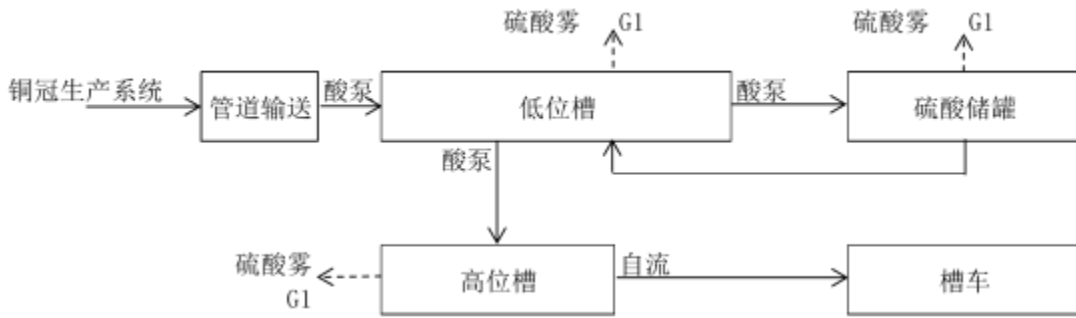 硫酸雾 G1
硫酸雾 G1
铜冠生产系统
管道输送
酸泵
低位槽
酸泵
硫酸储罐
酸泵
硫酸雾
G1
高位槽
自流
槽车